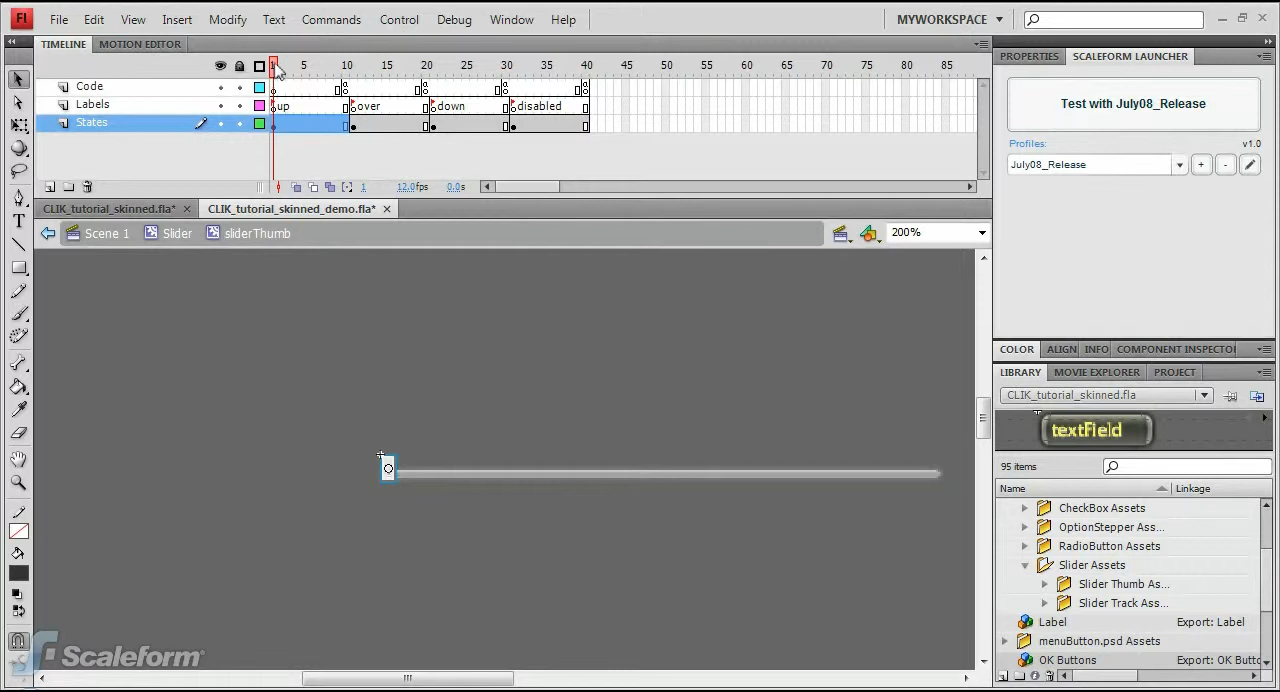 Fl File Edit View Insert Modify Text Commands Control Debug Window Help MYWORKSPACE
TIMELINE MOTION EDITOR
1 5 10 15 20 25 30 35 40 45 50 55 60 65 70 75 80 85
Code
Labels up over down disabled
States
1 12.0fps 0.0s
CLIK_tutorial_skinned.fla* CLIK_tutorial_skinned_demo.fla*
Scene 1 Slider sliderThumb 200%
PROPERTIES SCALEFORM LAUNCHER
Test with July08_Release
Profiles: v1.0
July08_Release + -
COLOR ALIGN INFO COMPONENT INSPECTO
LIBRARY MOVIE EXPLORER PROJECT
CLIK_tutorial_skinned.fla
textField
95 items
Name Linkage
CheckBox Assets
OptionStepper Ass...
RadioButton Assets
Slider Assets
Slider Thumb As...
Slider Track Ass...
Label Export: Label
menuButton.psd Assets
OK Buttons Export: OK Butto
T
Scaleform